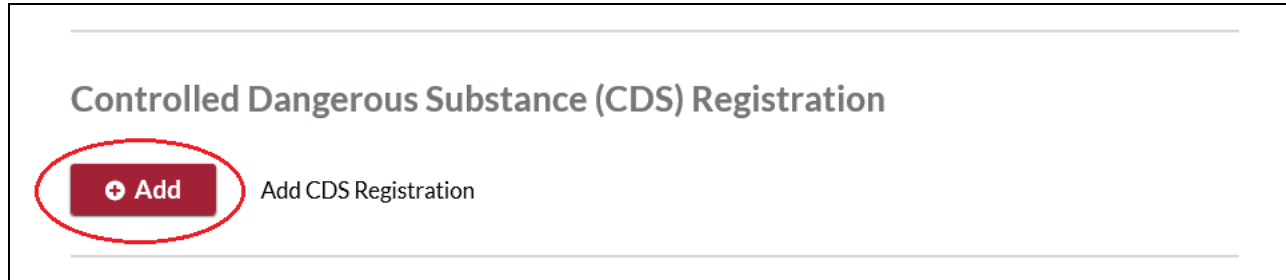 Controlled Dangerous Substance (CDS) Registration
Add Add CDS Registration